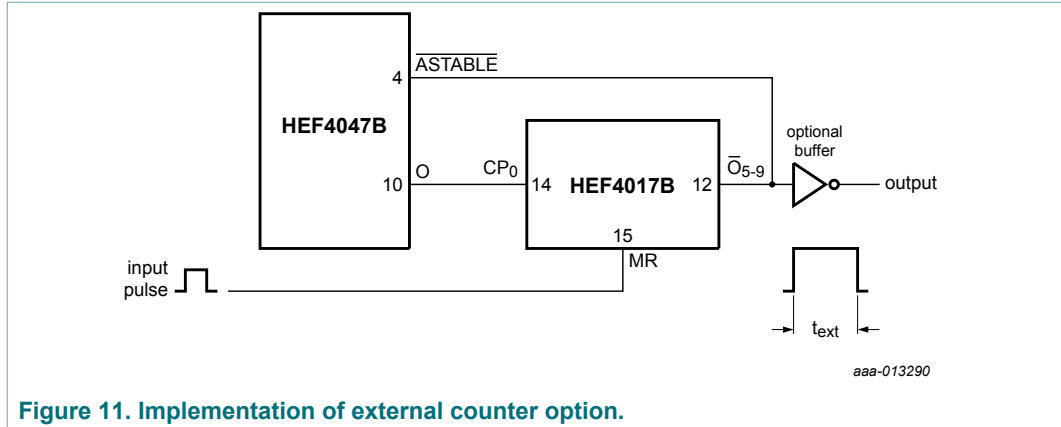 ASTABLE
4
HEF4047B
optional
buffer
10 O CP0 14 HEF4017B 12 O̅5-9 output
15
input
pulse
MR
text
aaa-013290
Figure 11. Implementation of external counter option.